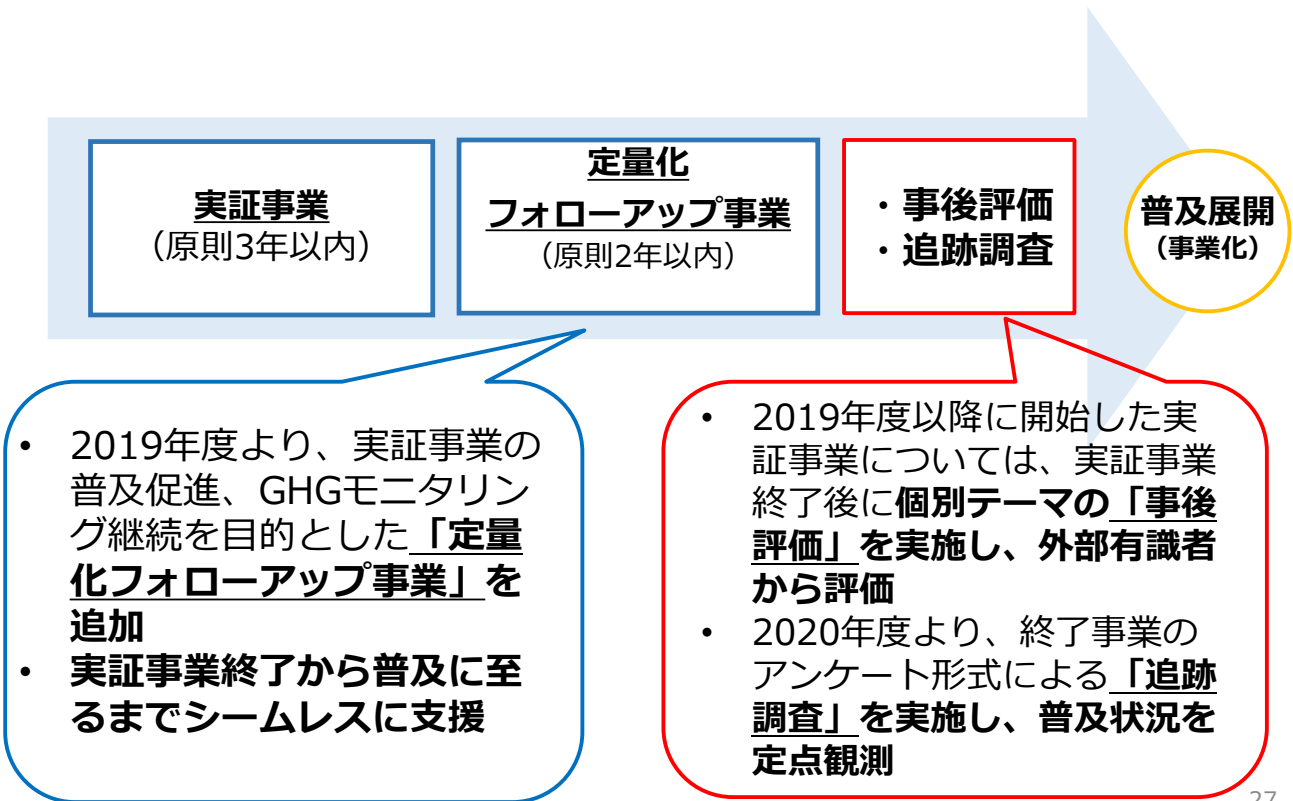 実証事業
（原則3年以内）
定量化
フォローアップ事業
（原則2年以内）
・事後評価
・追跡調査
普及展開
（事業化）
• 2019年度より、実証事業の
普及促進、GHGモニタリン
グ継続を目的とした「定量
化フォローアップ事業」を
追加
• 実証事業終了から普及に至
るまでシームレスに支援
• 2019年度以降に開始した実
証事業については、実証事業
終了後に個別テーマの「事後
評価」を実施し、外部有識者
から評価
• 2020年度より、終了事業の
アンケート形式による「追跡
調査」を実施し、普及状況を
定点観測
27